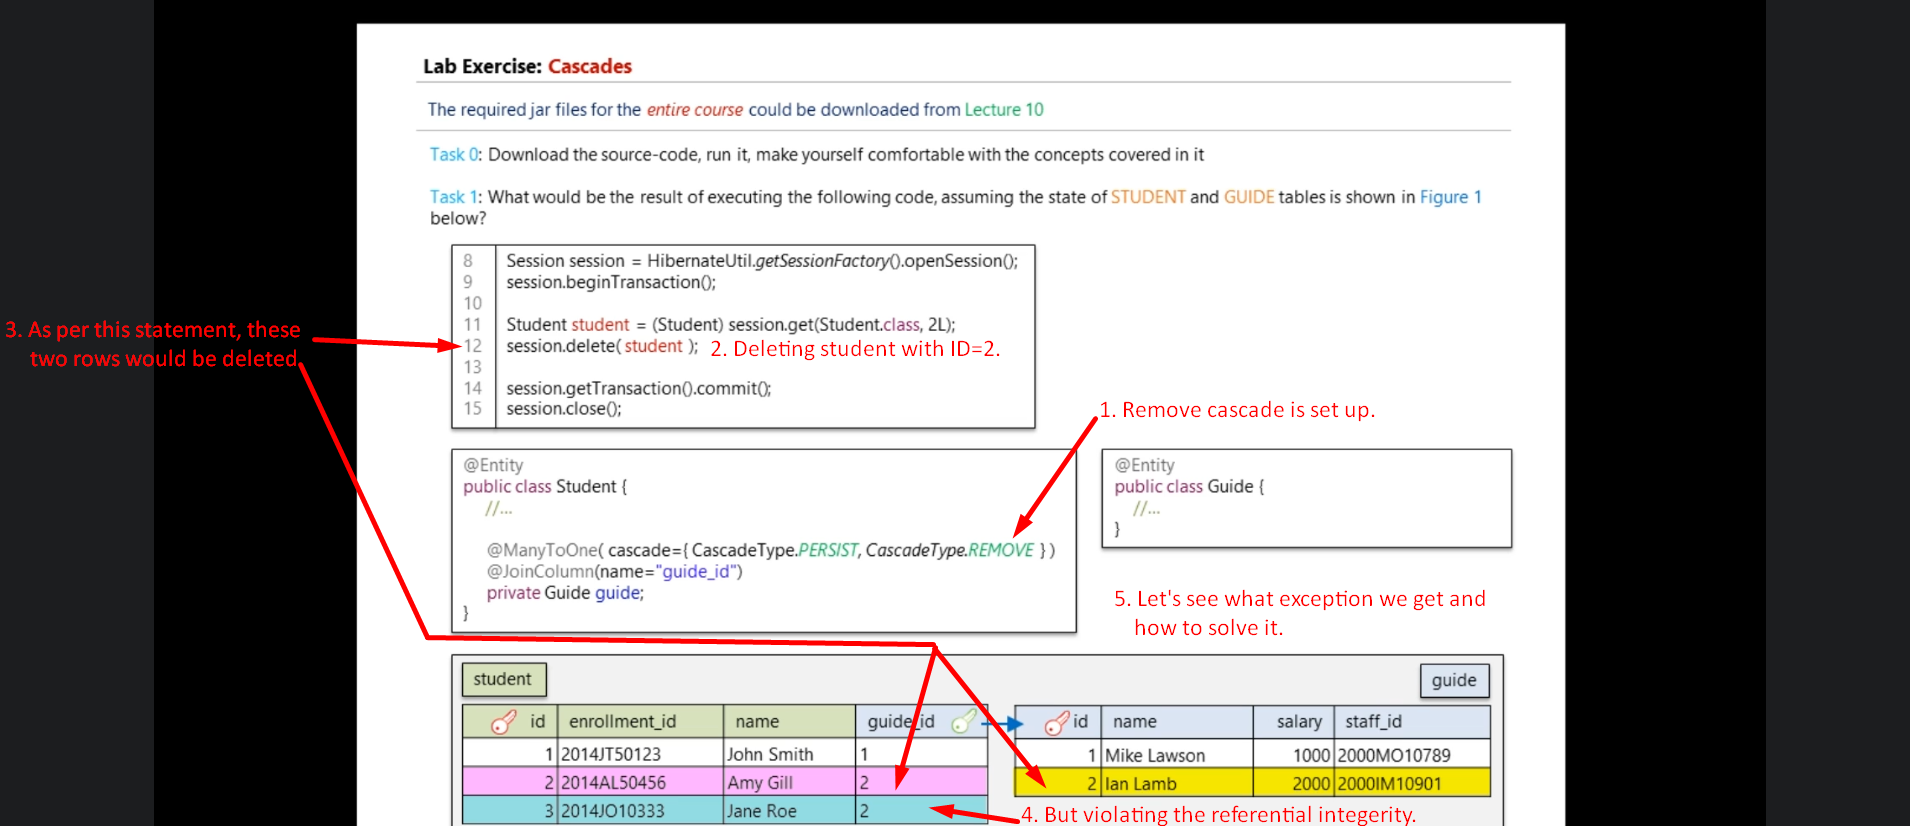 Lab Exercise: Cascades
The required jar files for the entire course could be downloaded from Lecture 10
Task 0: Download the source-code, run it, make yourself comfortable with the concepts covered in it
Task 1: What would be the result of executing the following code, assuming the state of STUDENT and GUIDE tables is shown in Figure 1
below?
8 Session session = HibernateUtil.getSessionFactory().openSession();
9 session.beginTransaction();
10
11 Student student = (Student) session.get(Student.class, 2L);
12 session.delete( student ); 2. Deleting student with ID=2.
13
14 session.getTransaction().commit();
15 session.close();
3. As per this statement, these
two rows would be deleted.
1. Remove cascade is set up.
@Entity
public class Student {
//...
@ManyToOne( cascade={ CascadeType.PERSIST, CascadeType.REMOVE } )
@JoinColumn(name="guide_id")
private Guide guide;
}
@Entity
public class Guide {
//...
}
5. Let's see what exception we get and
how to solve it.
student
id enrollment_id name guide_id
1 2014JT50123 John Smith 1
2 2014AL50456 Amy Gill 2
3 2014JO10333 Jane Roe 2
guide
id name salary staff_id
1 Mike Lawson 1000 2000MO10789
2 Ian Lamb 2000 2000IM10901
4. But violating the referential integerity.